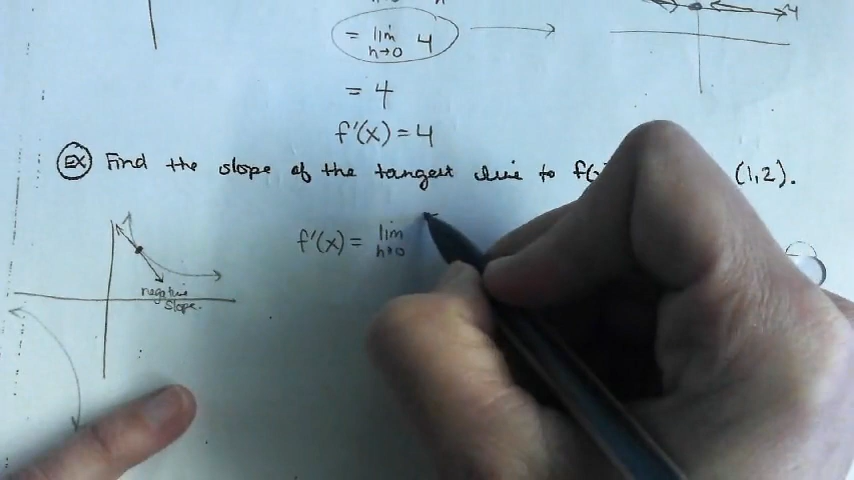 = lim 4
h→0
= 4
f'(x) = 4
EX Find the slope of the tangent line to f( (1,2).
f'(x) = lim
h→0
negative
slope.